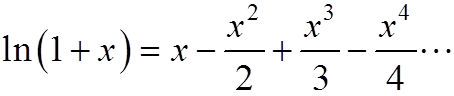 ln(1 + x) = x − x²/2 + x³/3 − x⁴/4 ⋯